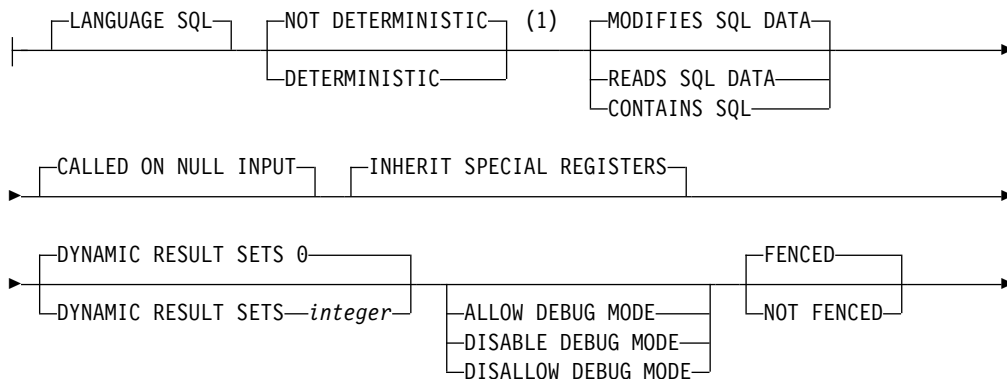 LANGUAGE SQL NOT DETERMINISTIC (1) MODIFIES SQL DATA
DETERMINISTIC READS SQL DATA
CONTAINS SQL
CALLED ON NULL INPUT INHERIT SPECIAL REGISTERS
DYNAMIC RESULT SETS 0 FENCED
DYNAMIC RESULT SETS integer ALLOW DEBUG MODE NOT FENCED
DISABLE DEBUG MODE
DISALLOW DEBUG MODE